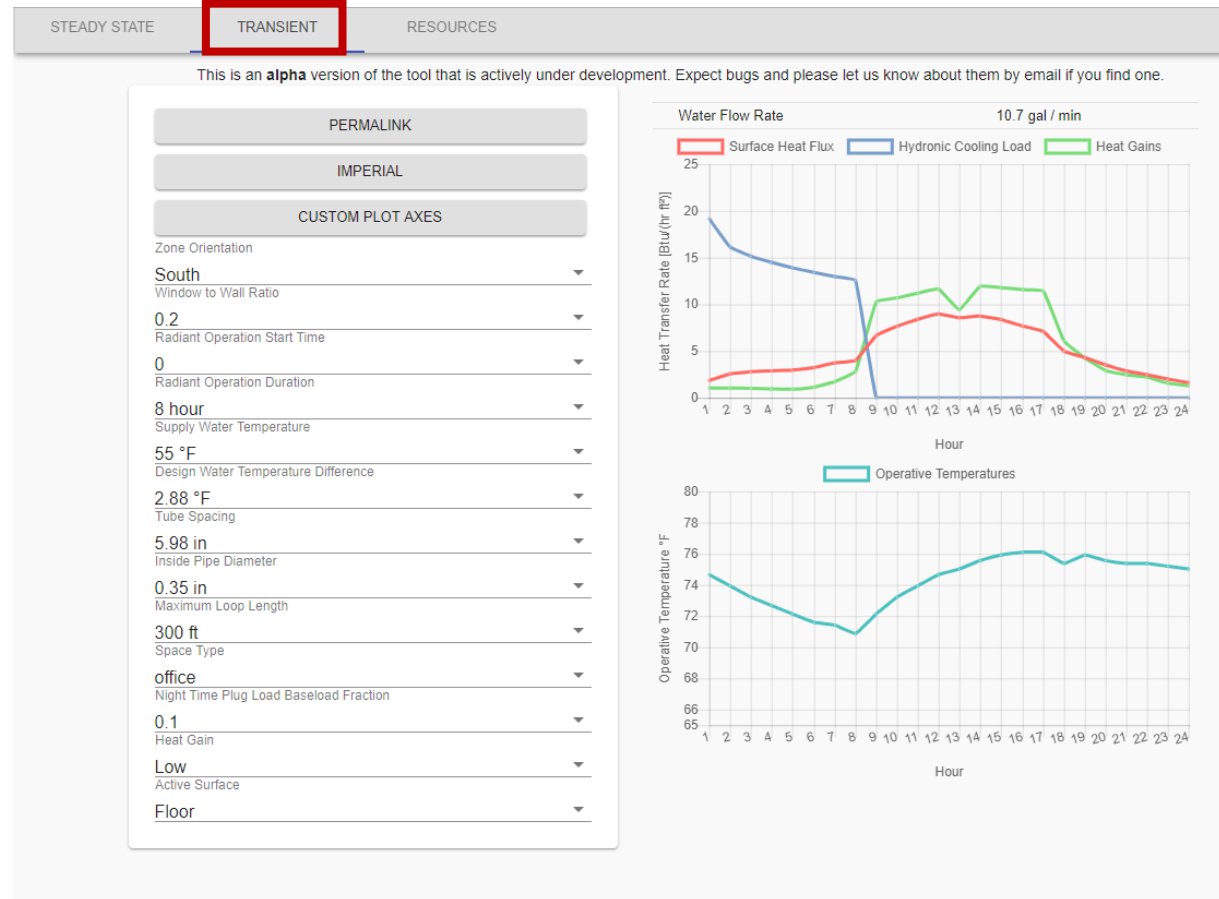 STEADY STATE TRANSIENT RESOURCES
This is an alpha version of the tool that is actively under development. Expect bugs and please let us know about them by email if you find one.
PERMALINK
IMPERIAL
CUSTOM PLOT AXES
Zone Orientation
South
Window to Wall Ratio
0.2
Radiant Operation Start Time
0
Radiant Operation Duration
8 hour
Supply Water Temperature
55 °F
Design Water Temperature Difference
2.88 °F
Tube Spacing
5.98 in
Inside Pipe Diameter
0.35 in
Maximum Loop Length
300 ft
Space Type
office
Night Time Plug Load Baseload Fraction
0.1
Heat Gain
Low
Active Surface
Floor
Water Flow Rate 10.7 gal / min
Surface Heat Flux Hydronic Cooling Load Heat Gains
Heat Transfer Rate [Btu/(hr ft²)]
25
20
15
10
5
0
1 2 3 4 5 6 7 8 9 10 11 12 13 14 15 16 17 18 19 20 21 22 23 24
Hour
Operative Temperatures
Operative Temperature °F
80
78
76
74
72
70
68
66
65
1 2 3 4 5 6 7 8 9 10 11 12 13 14 15 16 17 18 19 20 21 22 23 24
Hour